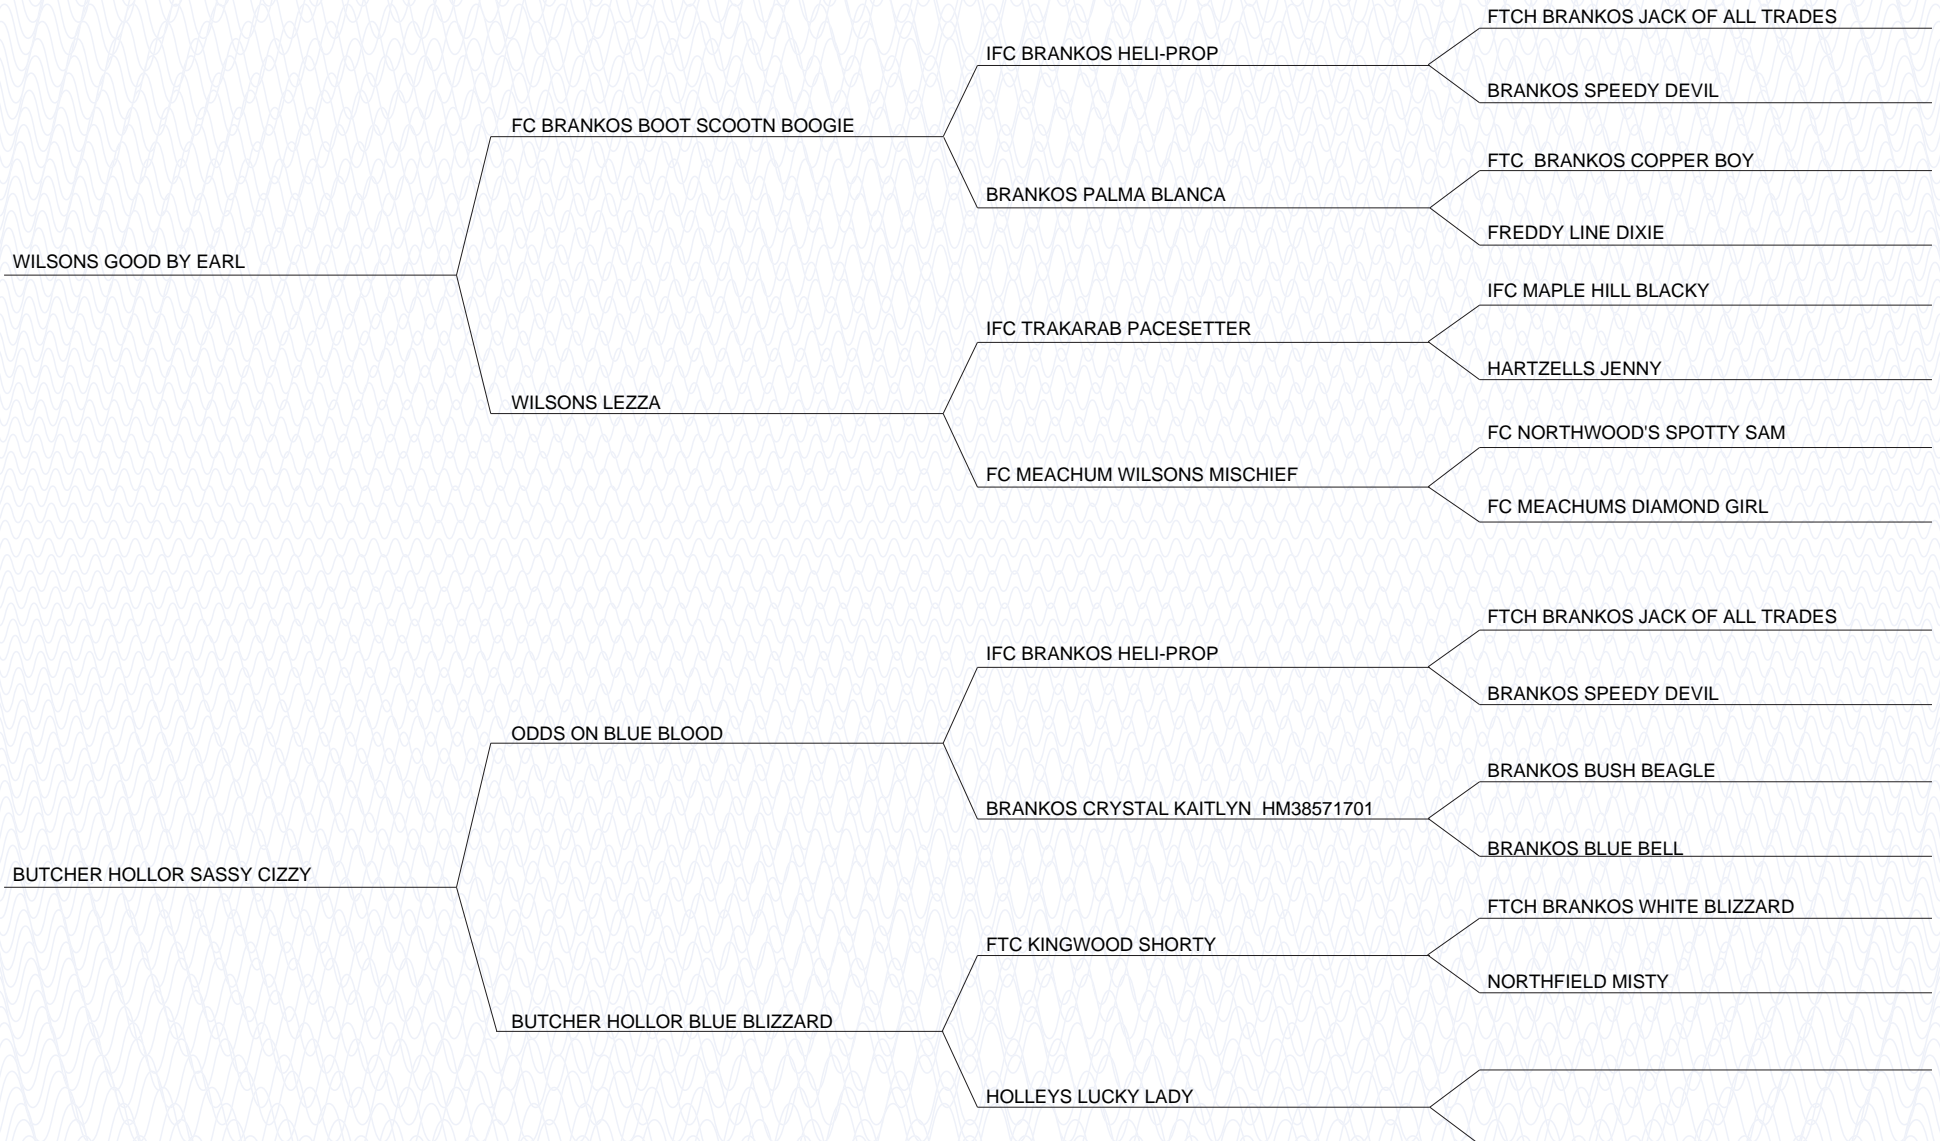 FTCH BRANKOS JACK OF ALL TRADES
IFC BRANKOS HELI-PROP
BRANKOS SPEEDY DEVIL
FC BRANKOS BOOT SCOOTN BOOGIE
FTC  BRANKOS COPPER BOY
BRANKOS PALMA BLANCA
FREDDY LINE DIXIE
WILSONS GOOD BY EARL
IFC MAPLE HILL BLACKY
IFC TRAKARAB PACESETTER
HARTZELLS JENNY
WILSONS LEZZA
FC NORTHWOOD'S SPOTTY SAM
FC MEACHUM WILSONS MISCHIEF
FC MEACHUMS DIAMOND GIRL
FTCH BRANKOS JACK OF ALL TRADES
IFC BRANKOS HELI-PROP
BRANKOS SPEEDY DEVIL
ODDS ON BLUE BLOOD
BRANKOS BUSH BEAGLE
BRANKOS CRYSTAL KAITLYN  HM38571701
BRANKOS BLUE BELL
BUTCHER HOLLOR SASSY CIZZY
FTCH BRANKOS WHITE BLIZZARD
FTC KINGWOOD SHORTY
NORTHFIELD MISTY
BUTCHER HOLLOR BLUE BLIZZARD
HOLLEYS LUCKY LADY